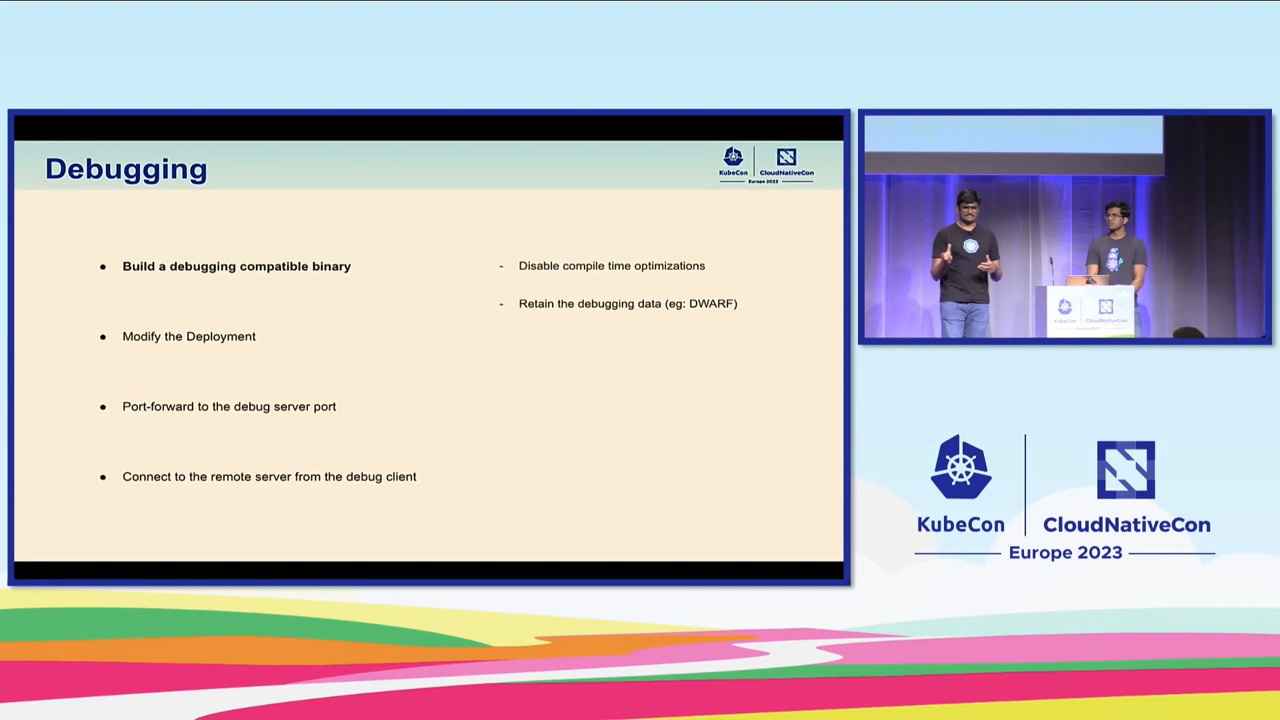 Debugging
KubeCon
CloudNativeCon
Europe 2023
Build a debugging compatible binary
Modify the Deployment
Port-forward to the debug server port
Connect to the remote server from the debug client
- Disable compile time optimizations
- Retain the debugging data (eg: DWARF)
KubeCon
CloudNativeCon
KubeCon
CloudNativeCon
Europe 2023